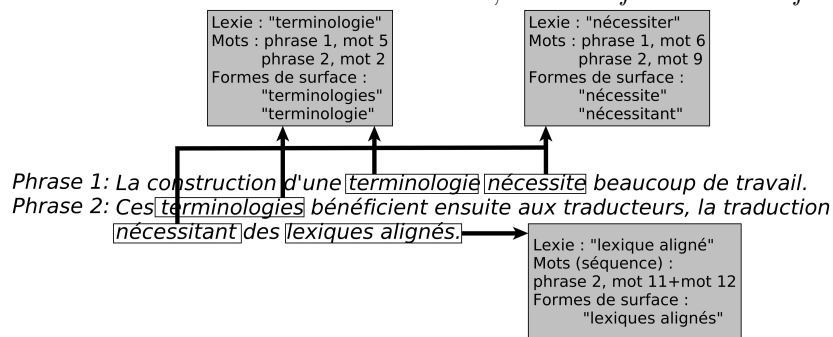 Lexie : "terminologie"
Mots : phrase 1, mot 5
phrase 2, mot 2
Formes de surface :
"terminologies"
"terminologie"
Lexie : "nécessiter"
Mots : phrase 1, mot 6
phrase 2, mot 9
Formes de surface :
"nécessite"
"nécessitant"
Phrase 1: La construction d'une terminologie nécessite beaucoup de travail.
Phrase 2: Ces terminologies bénéficient ensuite aux traducteurs, la traduction
nécessitant des lexiques alignés.
Lexie : "lexique aligné"
Mots (séquence) :
phrase 2, mot 11+mot 12
Formes de surface :
"lexiques alignés"